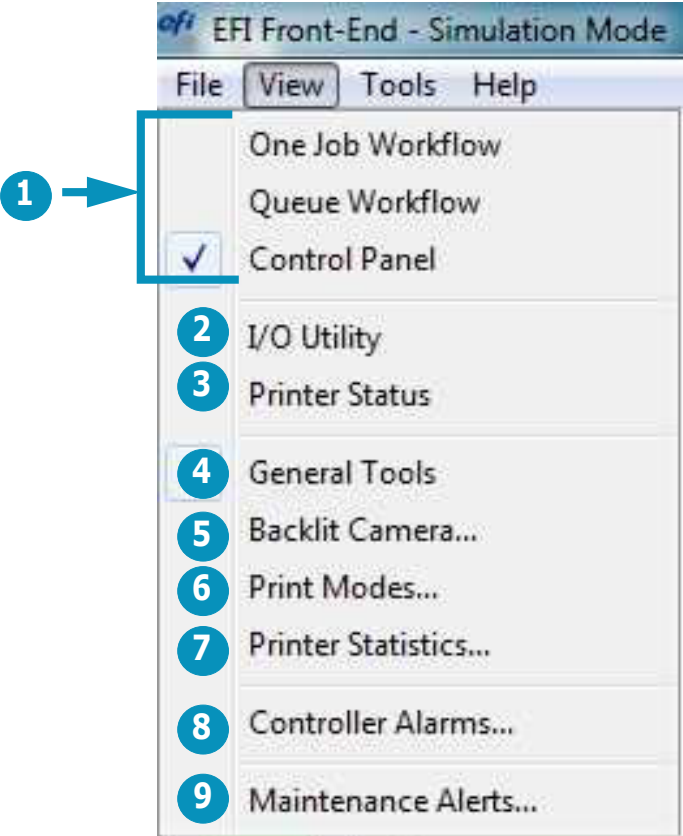 efi EFI Front-End - Simulation Mode
File View Tools Help
One Job Workflow
1
Queue Workflow
Control Panel
2 I/O Utility
3 Printer Status
4 General Tools
5 Backlit Camera...
6 Print Modes...
7 Printer Statistics...
8 Controller Alarms...
9 Maintenance Alerts...